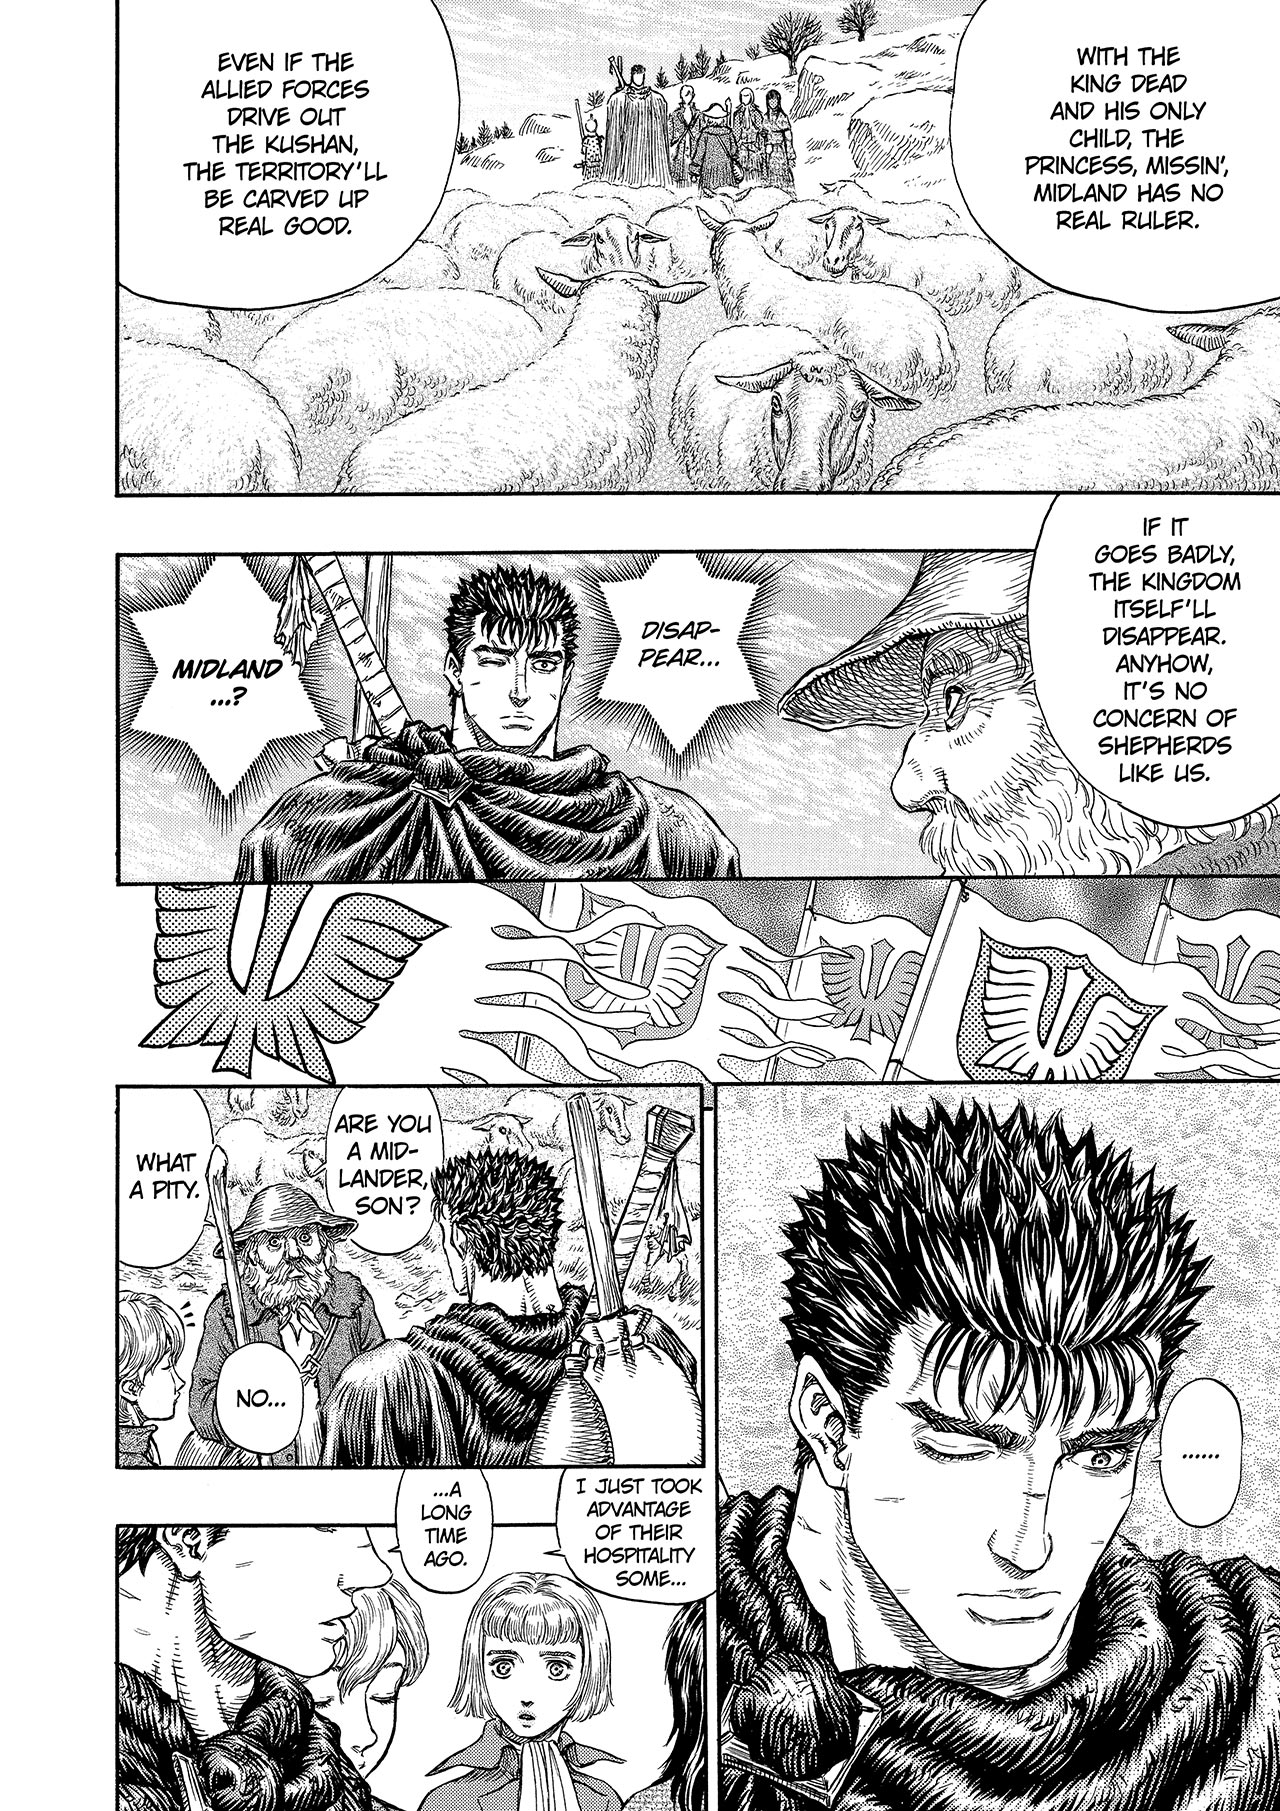 WITH THE
KING DEAD
AND HIS ONLY
CHILD, THE
PRINCESS, MISSIN',
MIDLAND HAS NO
REAL RULER.
EVEN IF THE
ALLIED FORCES
DRIVE OUT
THE KUSHAN,
THE TERRITORY'LL
BE CARVED UP
REAL GOOD.
IF IT
GOES BADLY,
THE KINGDOM
ITSELF'LL
DISAPPEAR.
ANYHOW,
IT'S NO
CONCERN OF
SHEPHERDS
LIKE US.
DISAP-
PEAR...
MIDLAND
...?
......
ARE YOU
A MID-
LANDER,
SON?
WHAT
A PITY.
NO...
I JUST TOOK
ADVANTAGE
OF THEIR
HOSPITALITY
SOME...
...A
LONG
TIME
AGO.